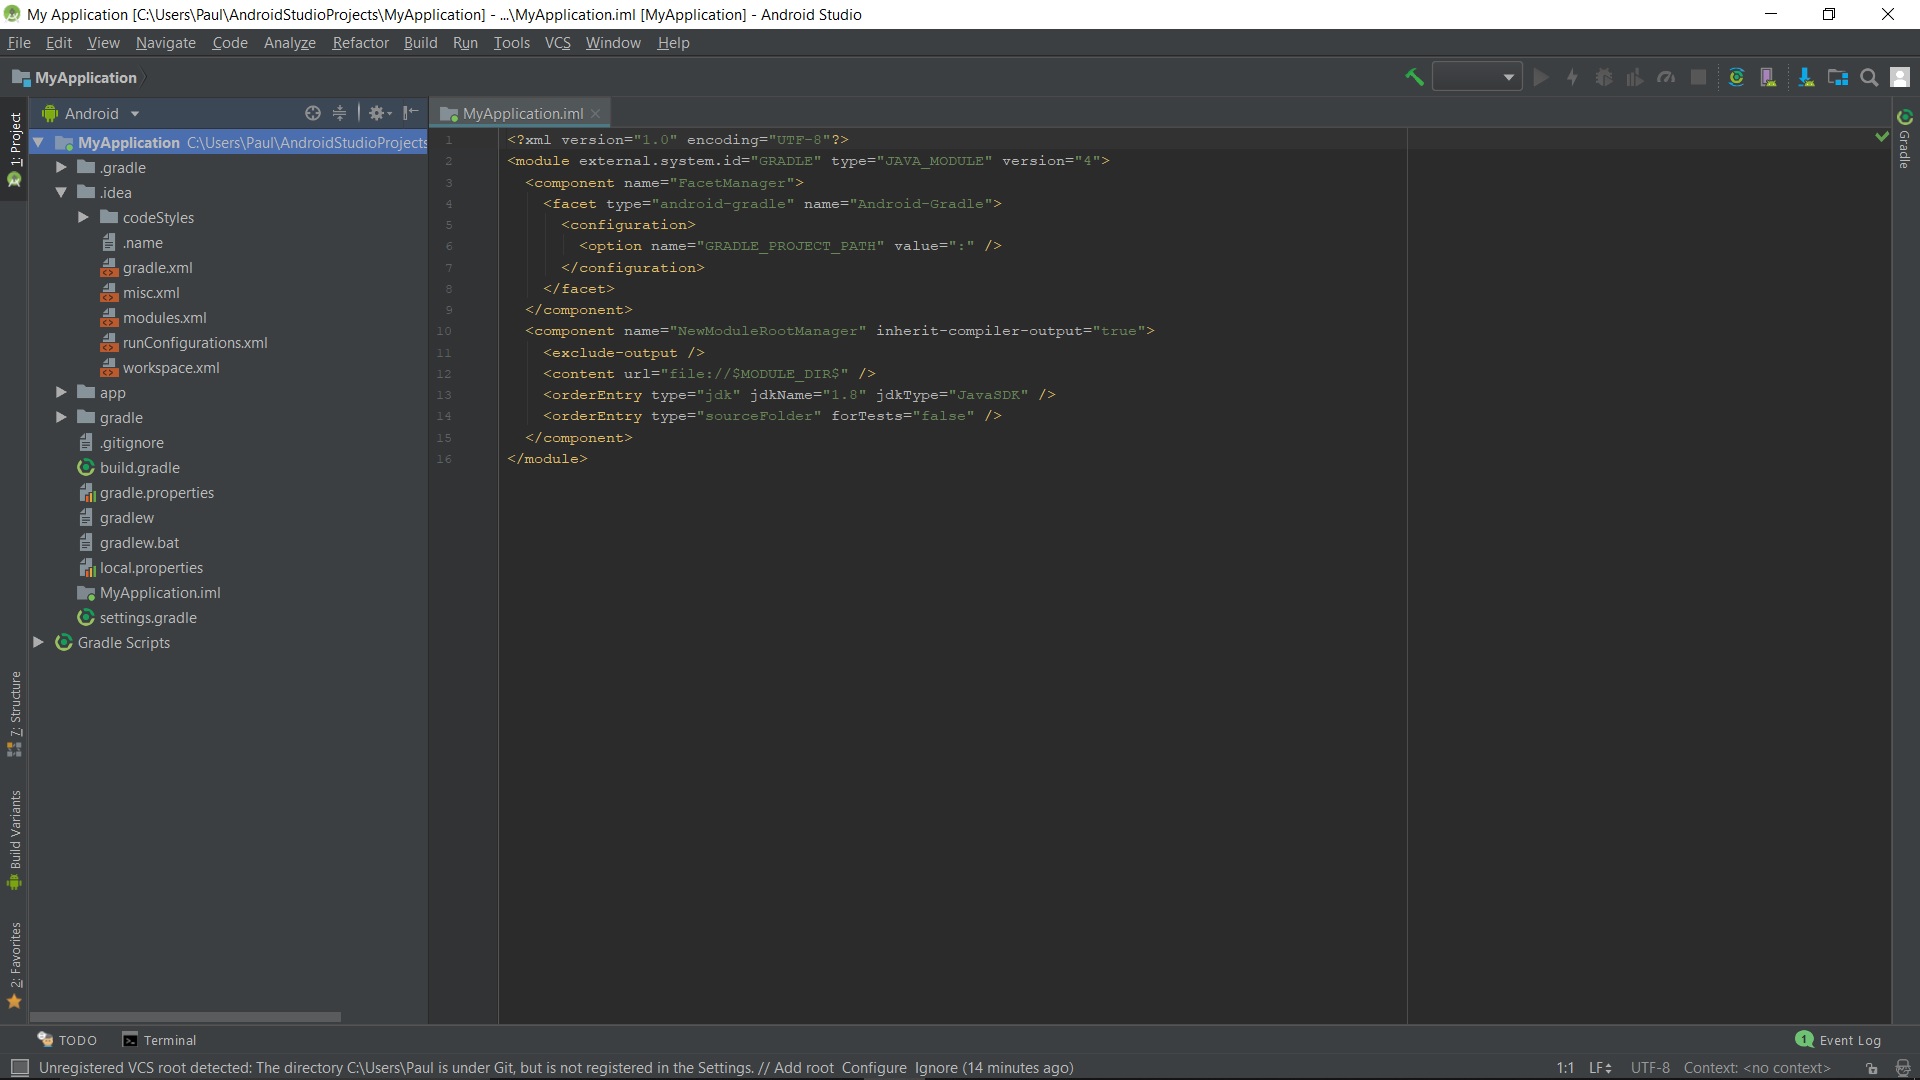 My Application [C:\Users\Paul\AndroidStudioProjects\MyApplication] - ...\MyApplication.iml [MyApplication] - Android Studio
File Edit View Navigate Code Analyze Refactor Build Run Tools VCS Window Help
MyApplication
Android
MyApplication.iml
1: Project
7: Structure
Build Variants
2: Favorites
MyApplication C:\Users\Paul\AndroidStudioProjects
.gradle
.idea
codeStyles
.name
gradle.xml
misc.xml
modules.xml
runConfigurations.xml
workspace.xml
app
gradle
.gitignore
build.gradle
gradle.properties
gradlew
gradlew.bat
local.properties
MyApplication.iml
settings.gradle
Gradle Scripts
1 <?xml version="1.0" encoding="UTF-8"?>
2 <module external.system.id="GRADLE" type="JAVA_MODULE" version="4">
3 <component name="FacetManager">
4 <facet type="android-gradle" name="Android-Gradle">
5 <configuration>
6 <option name="GRADLE_PROJECT_PATH" value=":" />
7 </configuration>
8 </facet>
9 </component>
10 <component name="NewModuleRootManager" inherit-compiler-output="true">
11 <exclude-output />
12 <content url="file://$MODULE_DIR$" />
13 <orderEntry type="jdk" jdkName="1.8" jdkType="JavaSDK" />
14 <orderEntry type="sourceFolder" forTests="false" />
15 </component>
16 </module>
Gradle
TODO Terminal
1 Event Log
Unregistered VCS root detected: The directory C:\Users\Paul is under Git, but is not registered in the Settings. // Add root Configure Ignore (14 minutes ago)
1:1 LF UTF-8 Context: <no context>